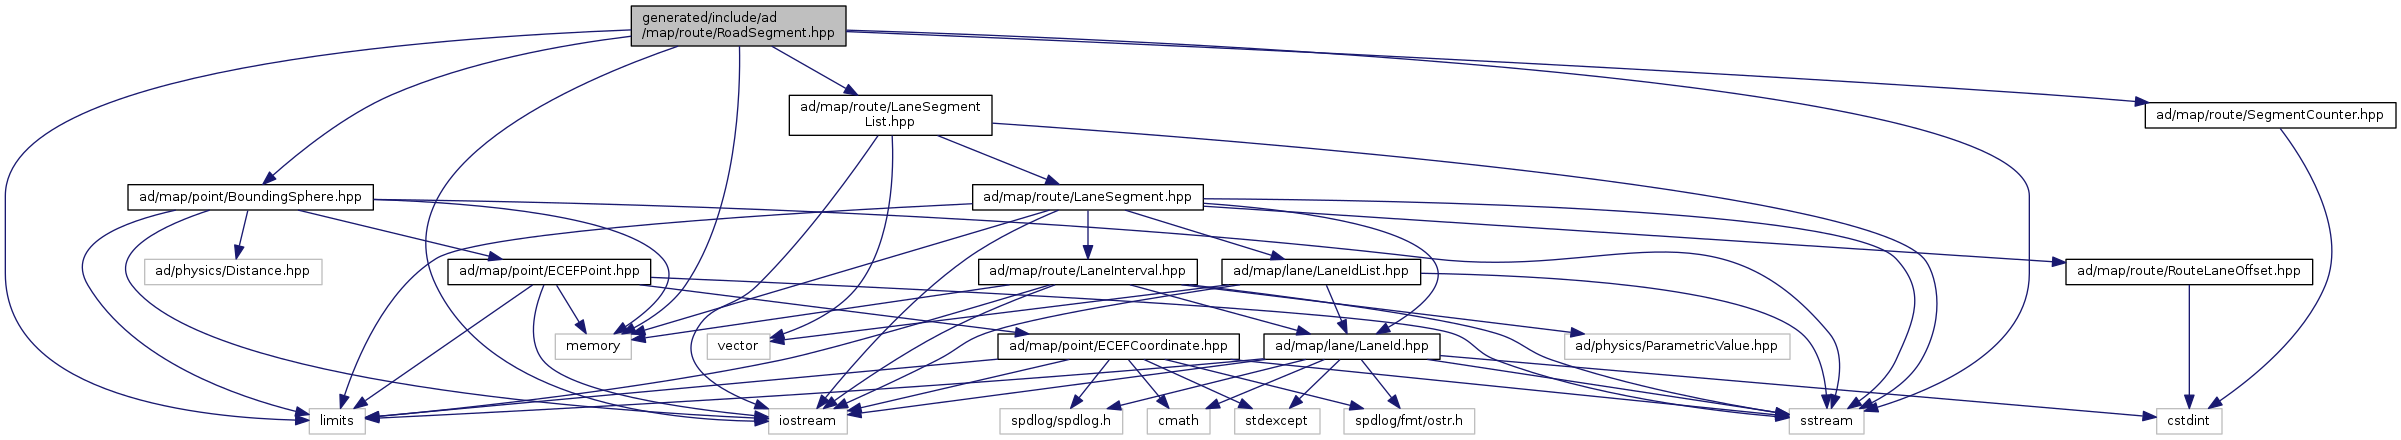 generated/include/ad
/map/route/RoadSegment.hpp
ad/map/route/LaneSegment
List.hpp
ad/map/route/SegmentCounter.hpp
ad/map/point/BoundingSphere.hpp
ad/map/route/LaneSegment.hpp
ad/physics/Distance.hpp
ad/map/point/ECEFPoint.hpp
ad/map/route/LaneInterval.hpp
ad/map/lane/LaneIdList.hpp
ad/map/route/RouteLaneOffset.hpp
memory
vector
ad/map/point/ECEFCoordinate.hpp
ad/map/lane/LaneId.hpp
ad/physics/ParametricValue.hpp
limits
iostream
spdlog/spdlog.h
cmath
stdexcept
spdlog/fmt/ostr.h
sstream
cstdint